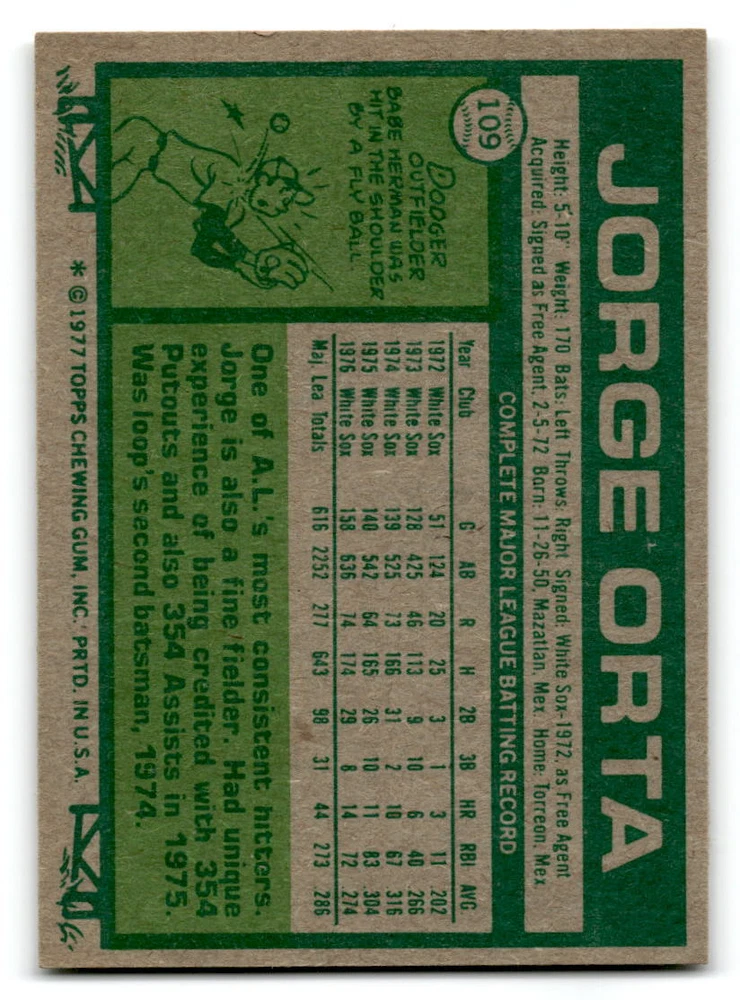 109
JORGE ORTA
Height: 5-10" Weight: 170 Bats: Left Throws: Right Signed: White Sox-1972, as Free Agent
Acquired: Signed as Free Agent, 2-5-72 Born: 11-26-50, Mazatlan, Mex. Home: Torreon, Mex.
DODGER
OUTFIELDER
BABE HERMAN WAS
HIT IN THE SHOULDER
BY A FLY BALL.
COMPLETE MAJOR LEAGUE BATTING RECORD
Year Club G AB R H 2B 3B HR RBI AVG
1972 White Sox 51 124 20 25 3 1 3 11 202
1973 White Sox 128 425 46 113 9 10 6 40 266
1974 White Sox 139 525 73 166 31 2 10 67 316
1975 White Sox 140 542 64 165 26 10 11 83 304
1976 White Sox 158 636 74 174 29 8 14 72 274
Maj. Lea Totals 616 2252 277 643 98 31 44 273 286
One of A.L.'s most consistent hitters.
Jorge is also a fine fielder. Had unique
experience of being credited with 354
Putouts and also 354 Assists in 1975.
Was loop's second batsman, 1974.
* © 1977 TOPPS CHEWING GUM, INC. PRTD. IN U.S.A.